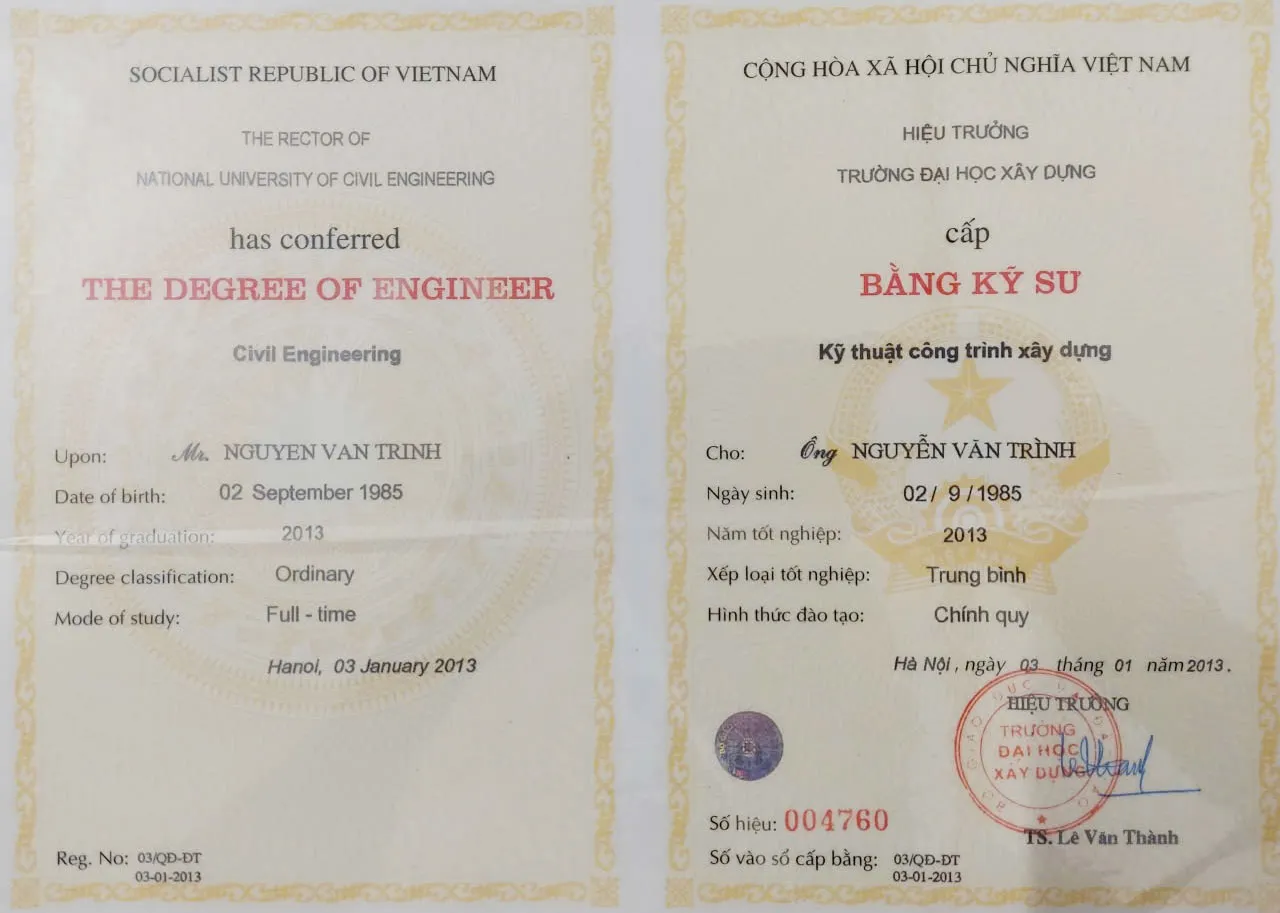 SOCIALIST REPUBLIC OF VIETNAM
THE RECTOR OF
NATIONAL UNIVERSITY OF CIVIL ENGINEERING
has conferred
THE DEGREE OF ENGINEER
Civil Engineering
Upon: Mr. NGUYEN VAN TRINH
Date of birth: 02 September 1985
Year of graduation: 2013
Degree classification: Ordinary
Mode of study: Full - time
Hanoi, 03 January 2013
Reg. No: 03/QĐ-ĐT
03-01-2013
CỘNG HÒA XÃ HỘI CHỦ NGHĨA VIỆT NAM
HIỆU TRƯỞNG
TRƯỜNG ĐẠI HỌC XÂY DỰNG
cấp
BẰNG KỸ SƯ
Kỹ thuật công trình xây dựng
Cho: Ông NGUYỄN VĂN TRÌNH
Ngày sinh: 02/ 9 /1985
Năm tốt nghiệp: 2013
Xếp loại tốt nghiệp: Trung bình
Hình thức đào tạo: Chính quy
Hà Nội, ngày 03 tháng 01 năm 2013.
HIỆU TRƯỞNG
TRƯỜNG
ĐẠI HỌC
XÂY DỰNG
Số hiệu: 004760
TS. Lê Văn Thành
Số vào sổ cấp bằng: 03/QĐ-ĐT
03-01-2013